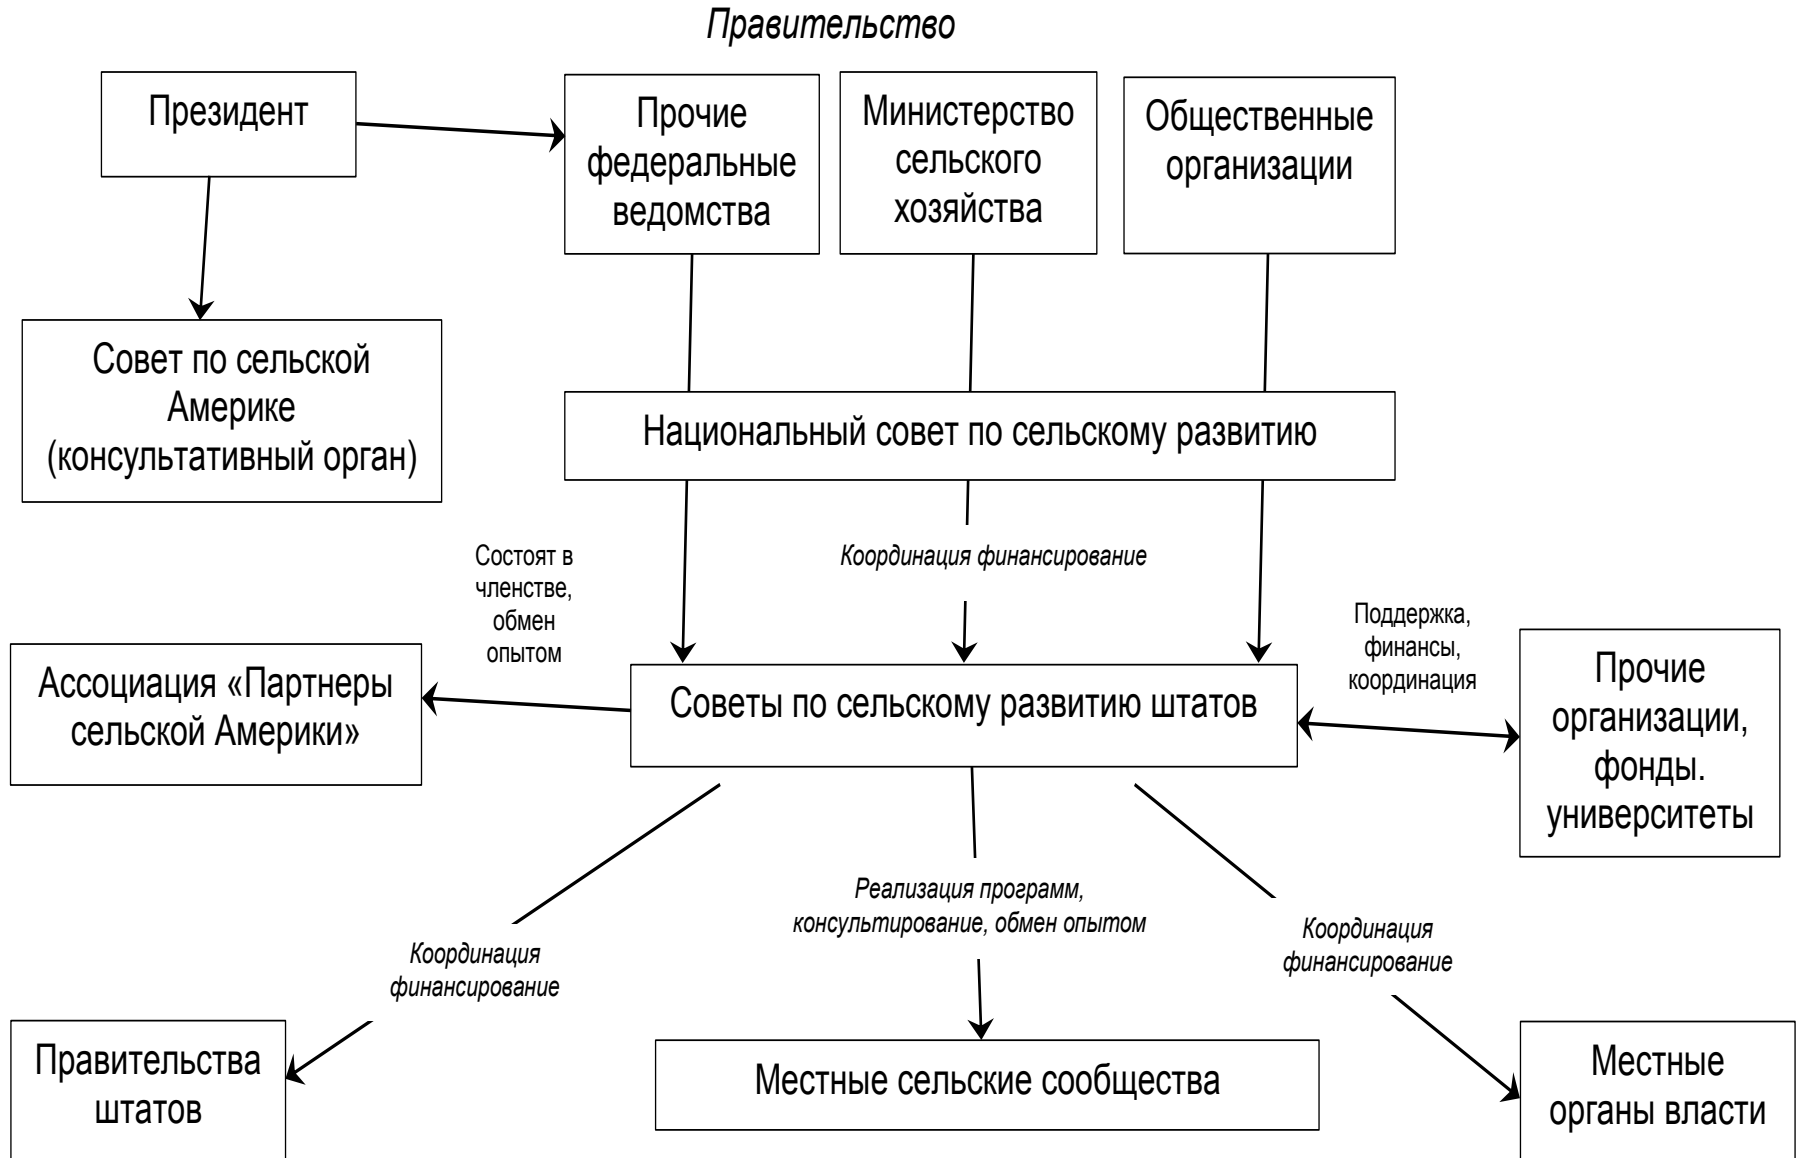 Правительство
Президент
Прочие
федеральные
ведомства
Министерство
сельского
хозяйства
Общественные
организации
Совет по сельской
Америке
(консультативный орган)
Национальный совет по сельскому развитию
Состоят в
членстве,
обмен
опытом
Координация финансирование
Поддержка,
финансы,
координация
Ассоциация «Партнеры
сельской Америки»
Советы по сельскому развитию штатов
Прочие
организации,
фонды.
университеты
Координация
финансирование
Реализация программ,
консультирование, обмен опытом
Координация
финансирование
Правительства
штатов
Местные сельские сообщества
Местные
органы власти